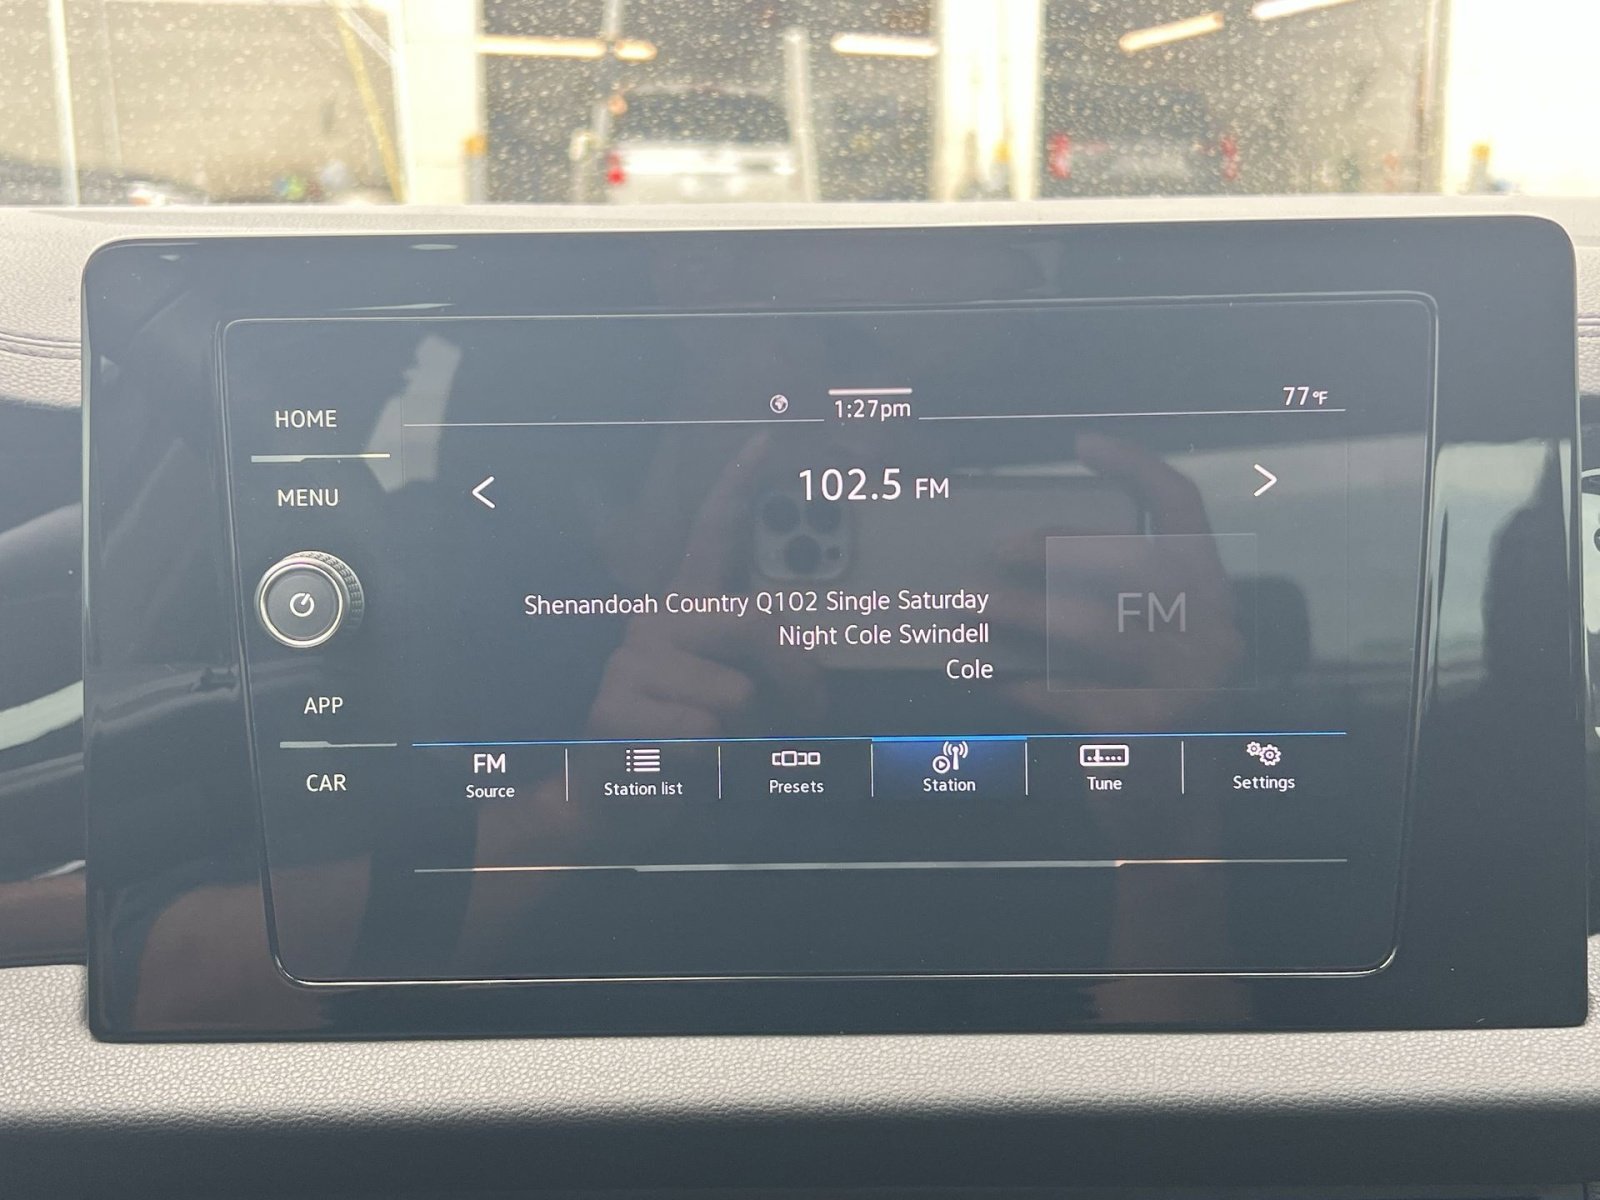 HOME
1:27pm
77°F
MENU
102.5 FM
Shenandoah Country Q102 Single Saturday
Night Cole Swindell
Cole
FM
APP
CAR
FM
Source
Station list
Presets
Station
Tune
Settings